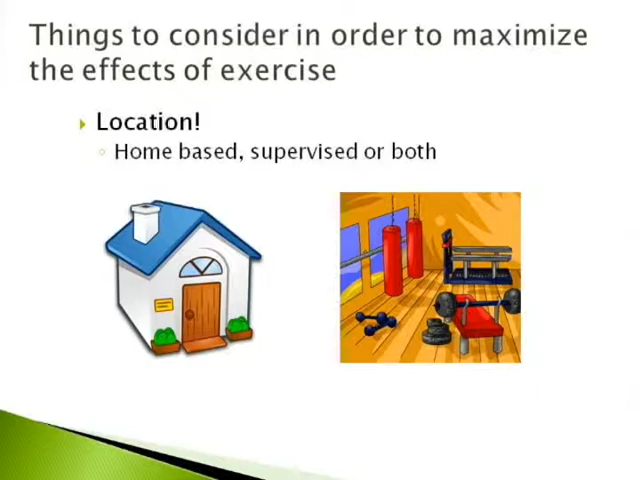 Things to consider in order to maximize
the effects of exercise
Location!
Home based, supervised or both